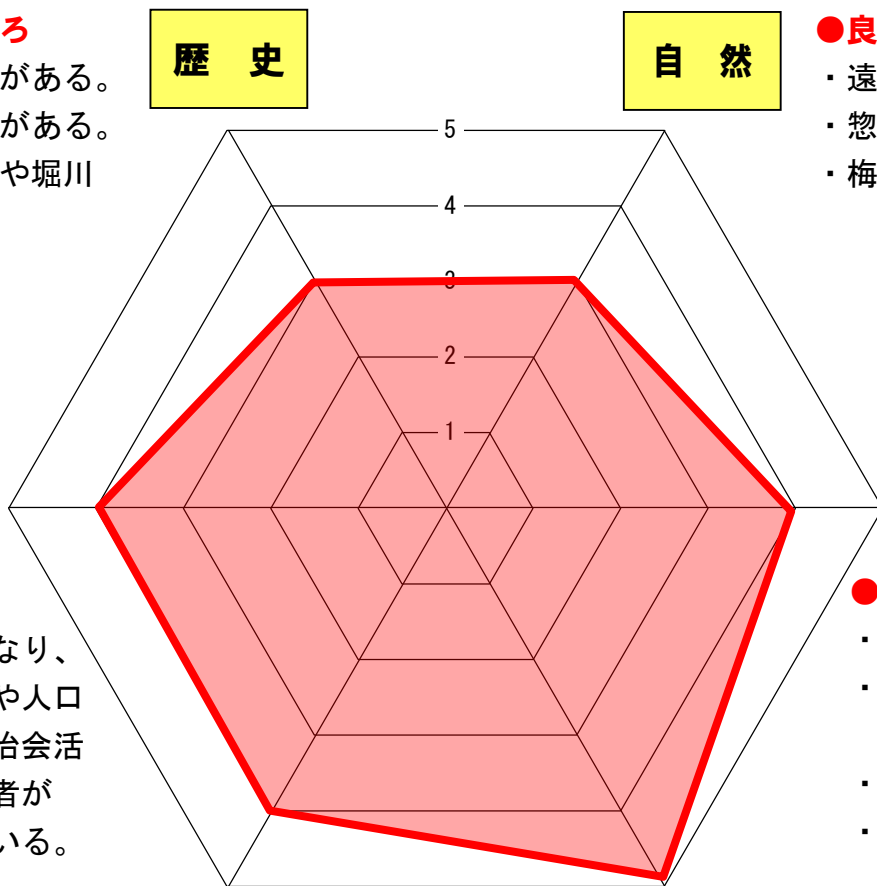 ろ
がある。
がある。
や堀川
歴 史
自 然
●良
・遠
・惣
・梅
5
4
3
2
1
なり、
や人口
治会活
者が
いる。
●
・
・
・
・